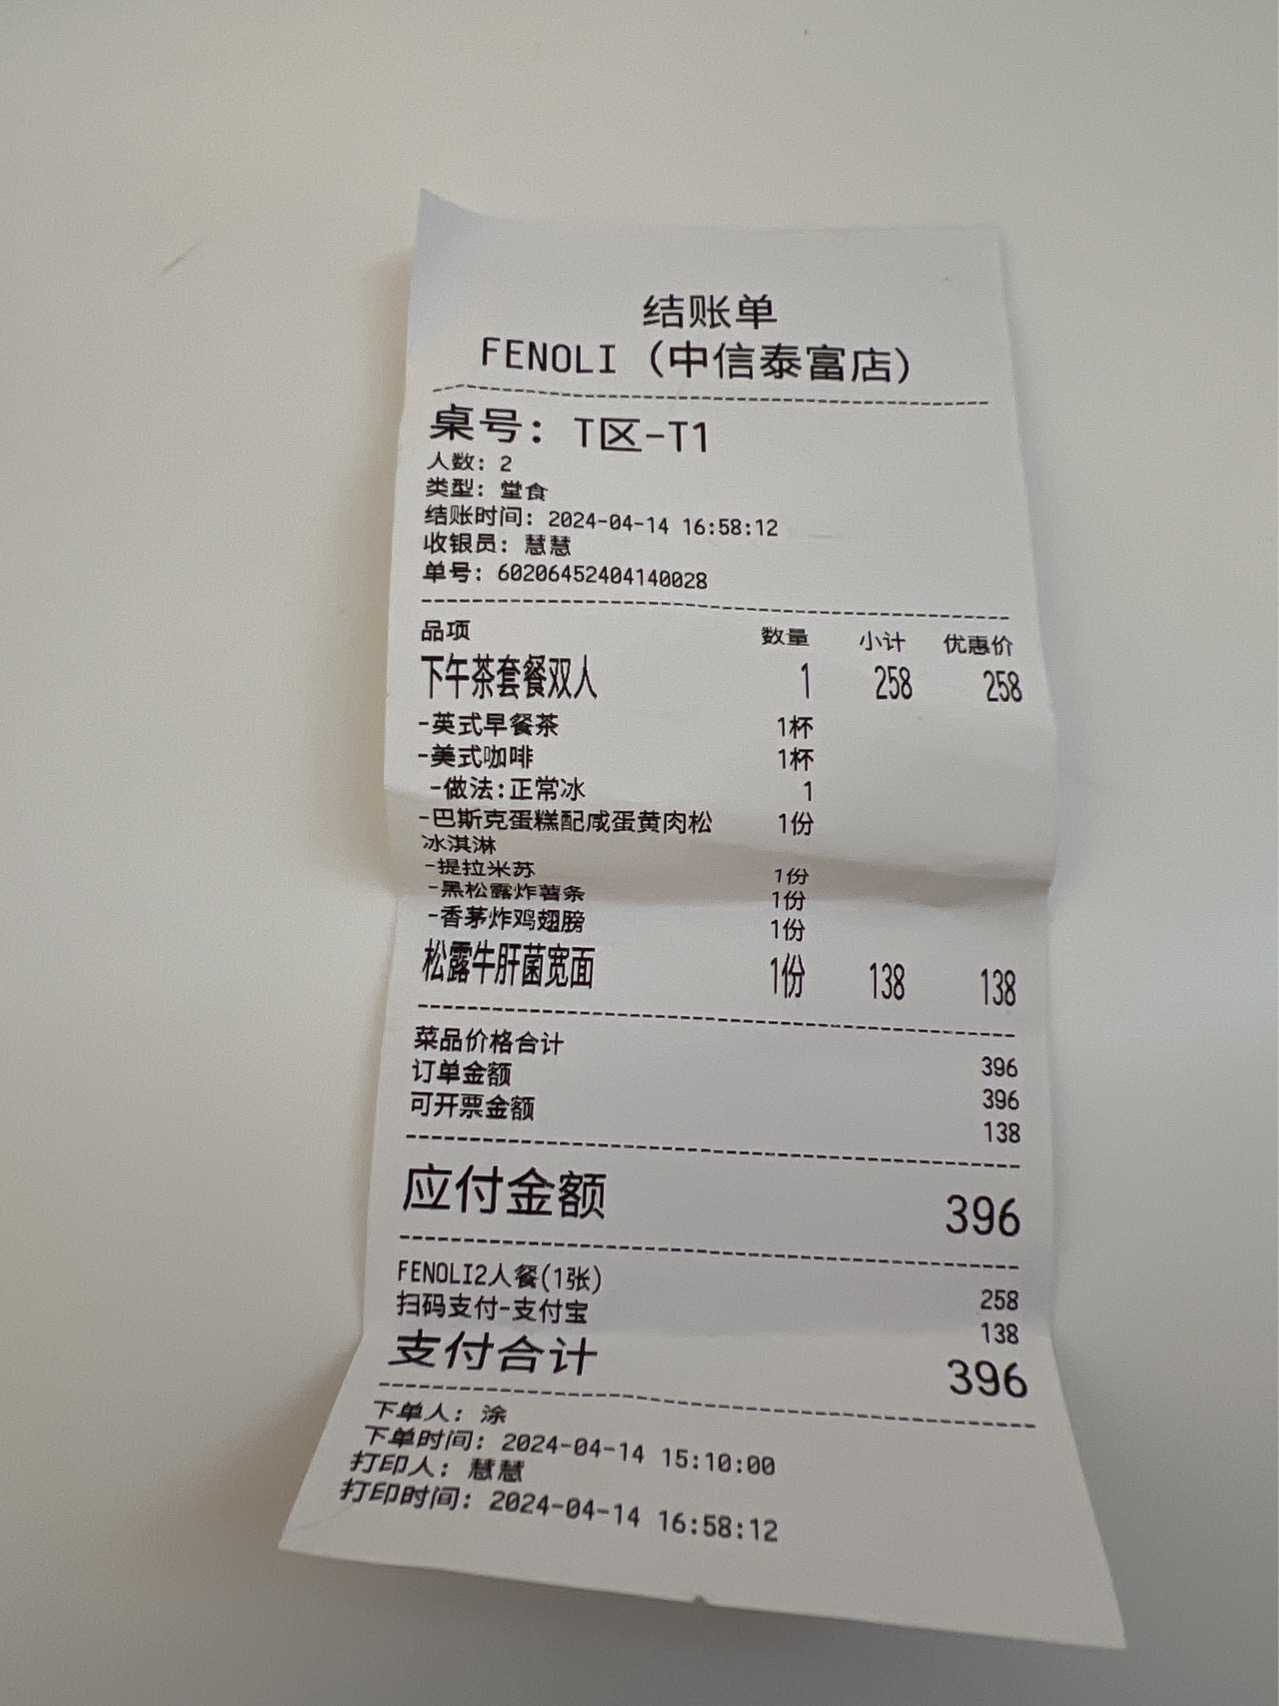 结账单
FENOLI（中信泰富店）
桌号：T区-T1
人数：2
类型：堂食
结账时间：2024-04-14 16:58:12
收银员：慧慧
单号：60206452404140028
品项 数量 小计 优惠价
下午茶套餐双人 1 258 258
-英式早餐茶 1杯
-美式咖啡 1杯
-做法:正常冰 1
-巴斯克蛋糕配咸蛋黄肉松 1份
冰淇淋
-提拉米苏 1份
-黑松露炸薯条 1份
-香茅炸鸡翅膀 1份
松露牛肝菌宽面 1份 138 138
菜品价格合计 396
订单金额 396
可开票金额 138
应付金额 396
FENOLI2人餐(1张) 258
扫码支付-支付宝 138
支付合计 396
下单人：涂
下单时间：2024-04-14 15:10:00
打印人：慧慧
打印时间：2024-04-14 16:58:12